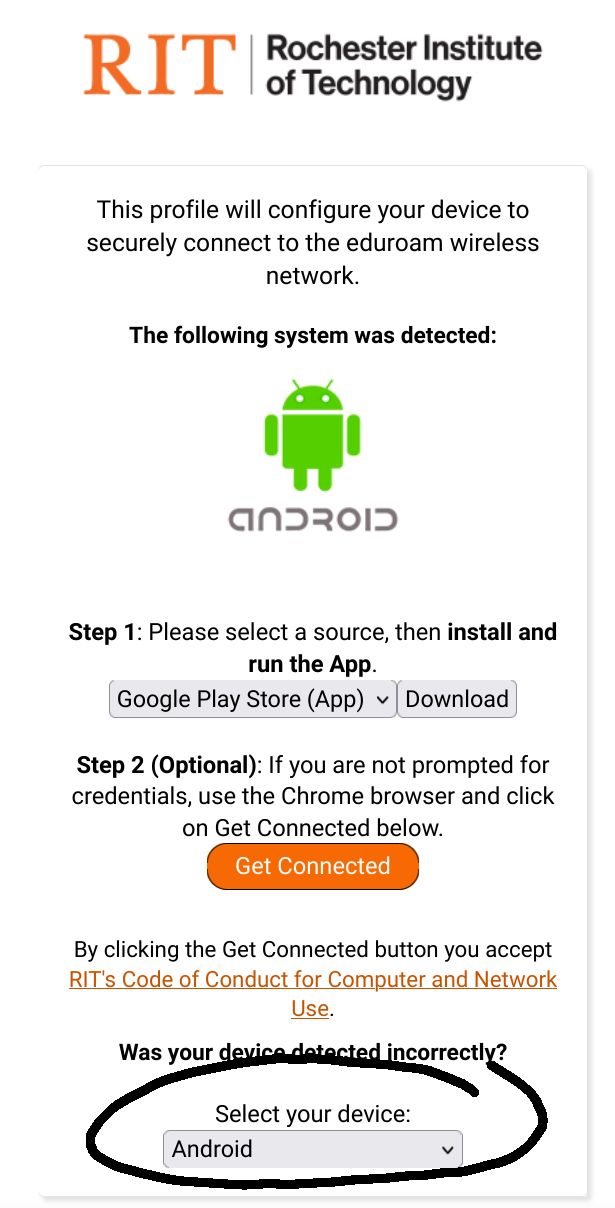 RIT | Rochester Institute
of Technology
This profile will configure your device to
securely connect to the eduroam wireless
network.
The following system was detected:
ANDROID
Step 1: Please select a source, then install and
run the App.
Google Play Store (App) Download
Step 2 (Optional): If you are not prompted for
credentials, use the Chrome browser and click
on Get Connected below.
Get Connected
By clicking the Get Connected button you accept
RIT's Code of Conduct for Computer and Network
Use.
Was your device detected incorrectly?
Select your device:
Android